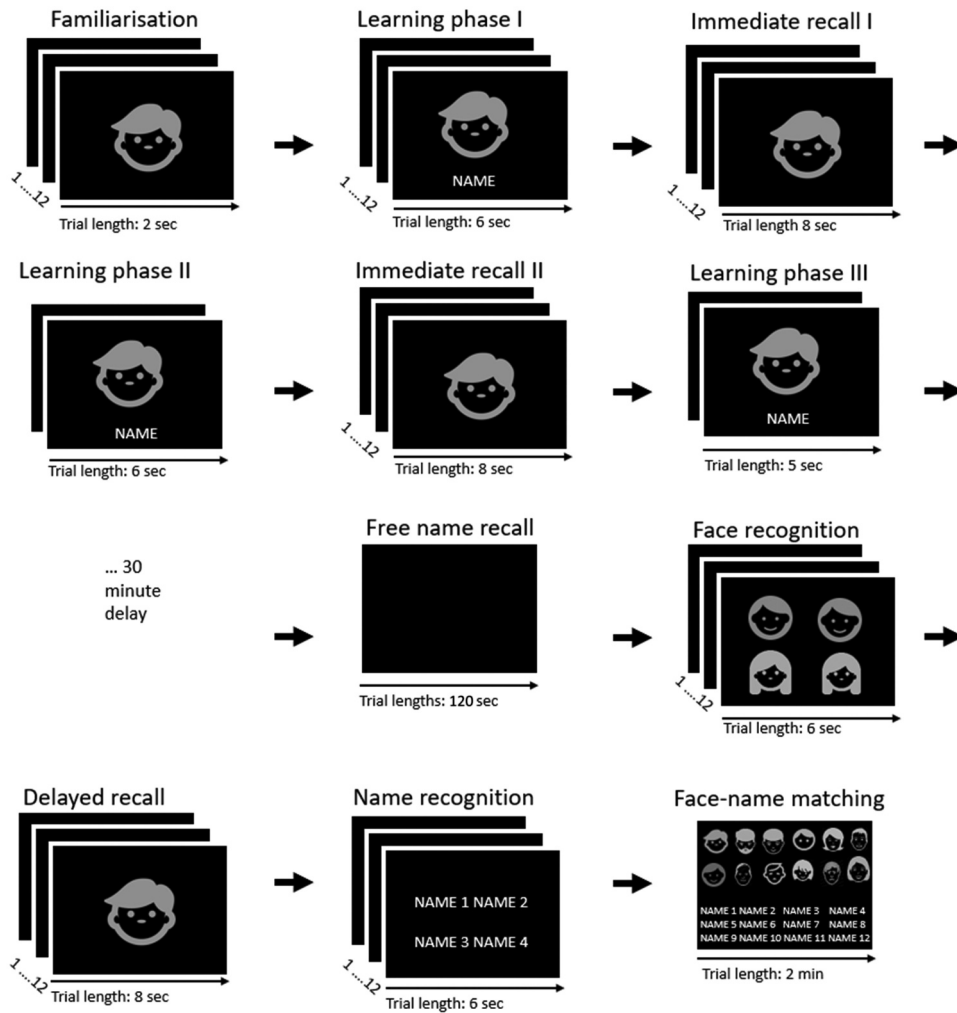 Familiarisation
1 ....12
Trial length: 2 sec
Learning phase I
NAME
1 ....12
Trial length: 6 sec
Immediate recall I
1 ....12
Trial length 8 sec
Learning phase II
NAME
Trial length: 6 sec
Immediate recall II
1 ....12
Trial length: 8 sec
Learning phase III
NAME
Trial length: 5 sec
... 30
minute
delay
Free name recall
Trial lengths: 120 sec
Face recognition
1 ....12
Trial length: 6 sec
Delayed recall
1 ....12
Trial length: 8 sec
Name recognition
NAME 1 NAME 2
NAME 3 NAME 4
1 ....12
Trial length: 6 sec
Face-name matching
NAME 1 NAME 2 NAME 3 NAME 4
NAME 5 NAME 6 NAME 7 NAME 8
NAME 9 NAME 10 NAME 11 NAME 12
Trial length: 2 min